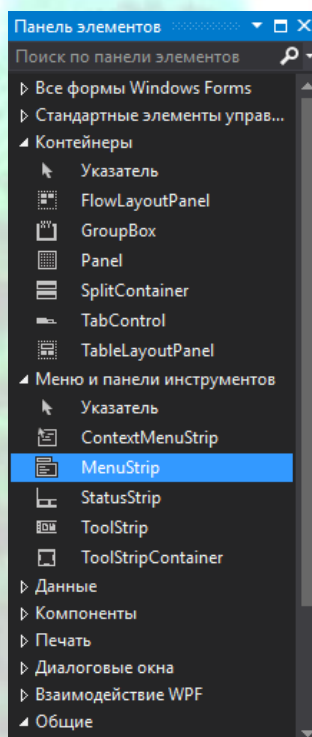 Панель элементов
Поиск по панели элементов
Все формы Windows Forms
Стандартные элементы управ...
Контейнеры
Указатель
FlowLayoutPanel
GroupBox
Panel
SplitContainer
TabControl
TableLayoutPanel
Меню и панели инструментов
Указатель
ContextMenuStrip
MenuStrip
StatusStrip
ToolStrip
ToolStripContainer
Данные
Компоненты
Печать
Диалоговые окна
Взаимодействие WPF
Общие